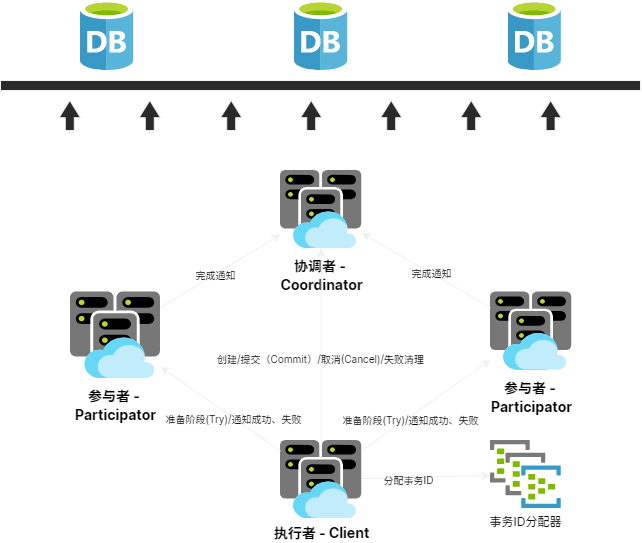 DB
DB
DB
协调者 -
Coordinator
完成通知
完成通知
创建/提交（Commit）/取消(Cancel)/失败清理
参与者 -
Participator
参与者 -
Participator
准备阶段(Try)/通知成功、失败
准备阶段(Try)/通知成功、失败
分配事务ID
事务ID分配器
执行者 - Client